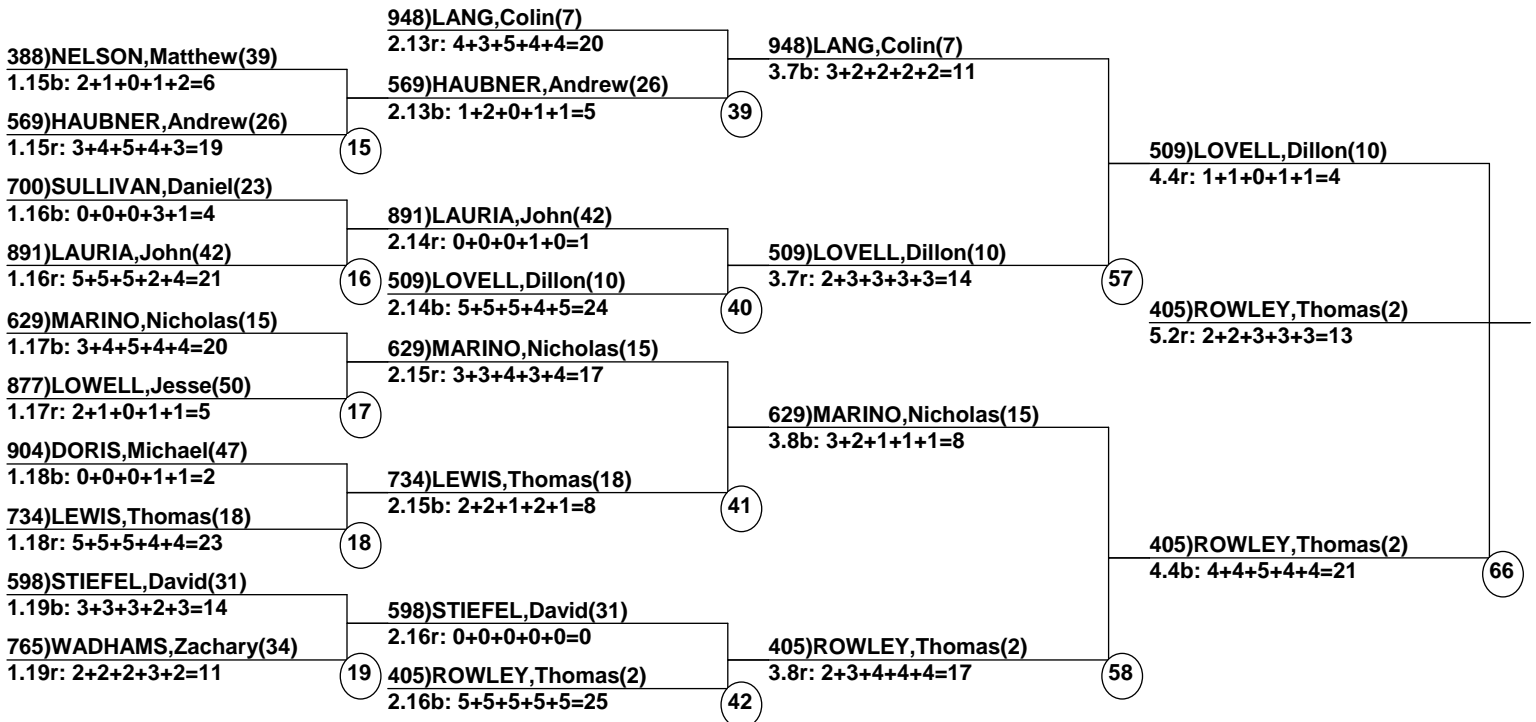 388)NELSON,Matthew(39)
1.15b: 2+1+0+1+2=6
569)HAUBNER,Andrew(26)
1.15r: 3+4+5+4+3=19
15
700)SULLIVAN,Daniel(23)
1.16b: 0+0+0+3+1=4
891)LAURIA,John(42)
1.16r: 5+5+5+2+4=21
16
629)MARINO,Nicholas(15)
1.17b: 3+4+5+4+4=20
877)LOWELL,Jesse(50)
1.17r: 2+1+0+1+1=5
17
904)DORIS,Michael(47)
1.18b: 0+0+0+1+1=2
734)LEWIS,Thomas(18)
1.18r: 5+5+5+4+4=23
18
598)STIEFEL,David(31)
1.19b: 3+3+3+2+3=14
765)WADHAMS,Zachary(34)
1.19r: 2+2+2+3+2=11
19
948)LANG,Colin(7)
2.13r: 4+3+5+4+4=20
569)HAUBNER,Andrew(26)
2.13b: 1+2+0+1+1=5
39
891)LAURIA,John(42)
2.14r: 0+0+0+1+0=1
509)LOVELL,Dillon(10)
2.14b: 5+5+5+4+5=24
40
629)MARINO,Nicholas(15)
2.15r: 3+3+4+3+4=17
734)LEWIS,Thomas(18)
2.15b: 2+2+1+2+1=8
41
598)STIEFEL,David(31)
2.16r: 0+0+0+0+0=0
405)ROWLEY,Thomas(2)
2.16b: 5+5+5+5+5=25
42
948)LANG,Colin(7)
3.7b: 3+2+2+2+2=11
509)LOVELL,Dillon(10)
3.7r: 2+3+3+3+3=14
57
629)MARINO,Nicholas(15)
3.8b: 3+2+1+1+1=8
405)ROWLEY,Thomas(2)
3.8r: 2+3+4+4+4=17
58
509)LOVELL,Dillon(10)
4.4r: 1+1+0+1+1=4
405)ROWLEY,Thomas(2)
5.2r: 2+2+3+3+3=13
405)ROWLEY,Thomas(2)
4.4b: 4+4+5+4+4=21
66